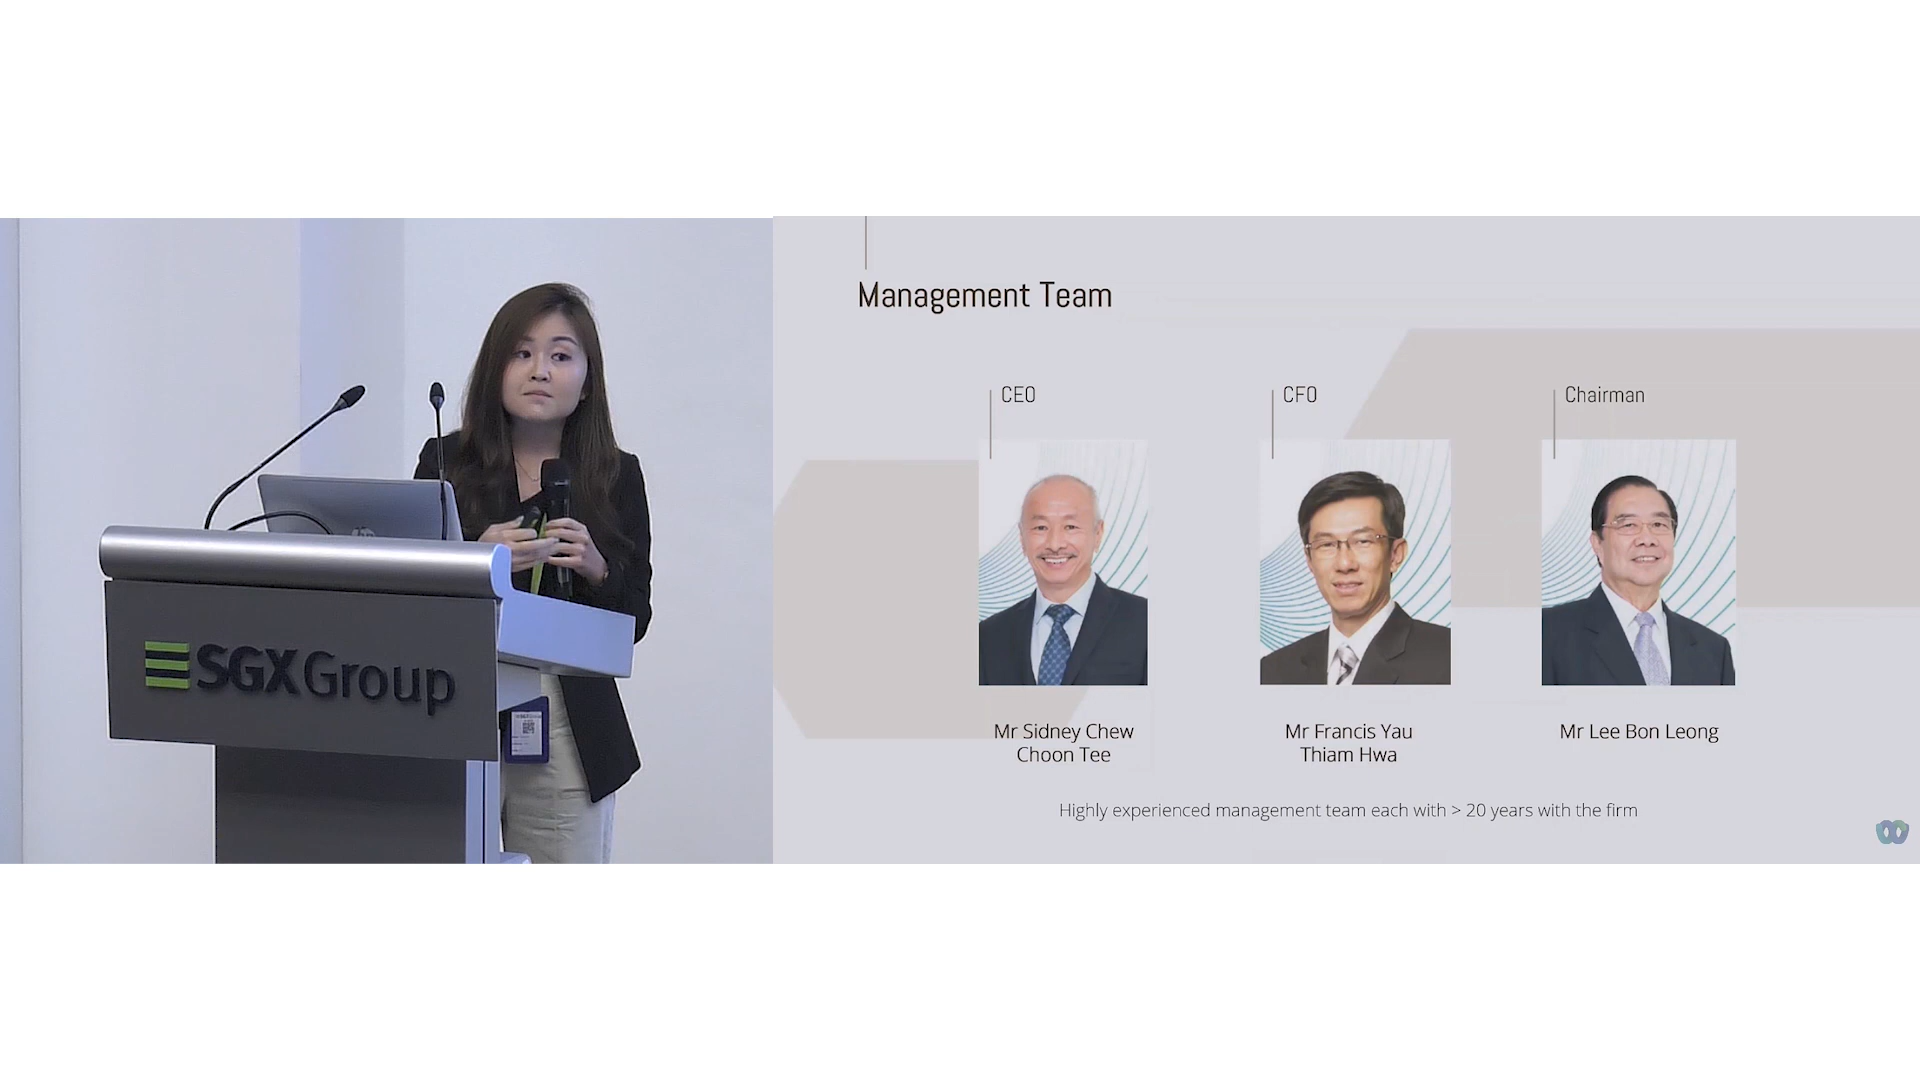 SGX Group
Management Team
CEO
CFO
Chairman
Mr Sidney Chew
Choon Tee
Mr Francis Yau
Thiam Hwa
Mr Lee Bon Leong
Highly experienced management team each with > 20 years with the firm